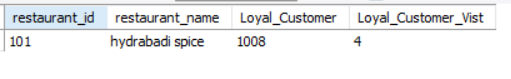 restaurant_id restaurant_name Loyal_Customer Loyal_Customer_Vist
101 hydrabadi spice 1008 4